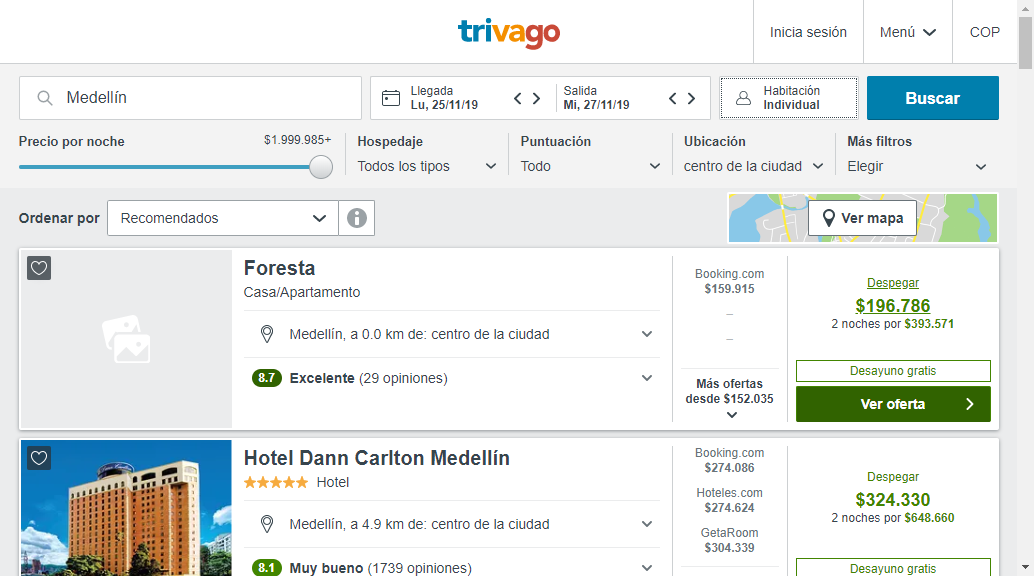 trivago
Inicia sesión
Menú
COP
Medellín
Llegada
Lu, 25/11/19
Salida
Mi, 27/11/19
Habitación
Individual
Buscar
Precio por noche
$1.999.985+
Hospedaje
Todos los tipos
Puntuación
Todo
Ubicación
centro de la ciudad
Más filtros
Elegir
Ordenar por
Recomendados
Ver mapa
Foresta
Casa/Apartamento
Medellín, a 0.0 km de: centro de la ciudad
8.7 Excelente (29 opiniones)
Booking.com
$159.915
–
–
Más ofertas
desde $152.035
Despegar
$196.786
2 noches por $393.571
Desayuno gratis
Ver oferta
Hotel Dann Carlton Medellín
Hotel
Medellín, a 4.9 km de: centro de la ciudad
8.1 Muy bueno (1739 opiniones)
Booking.com
$274.086
Hoteles.com
$274.624
GetaRoom
$304.339
Despegar
$324.330
2 noches por $648.660
Desayuno gratis